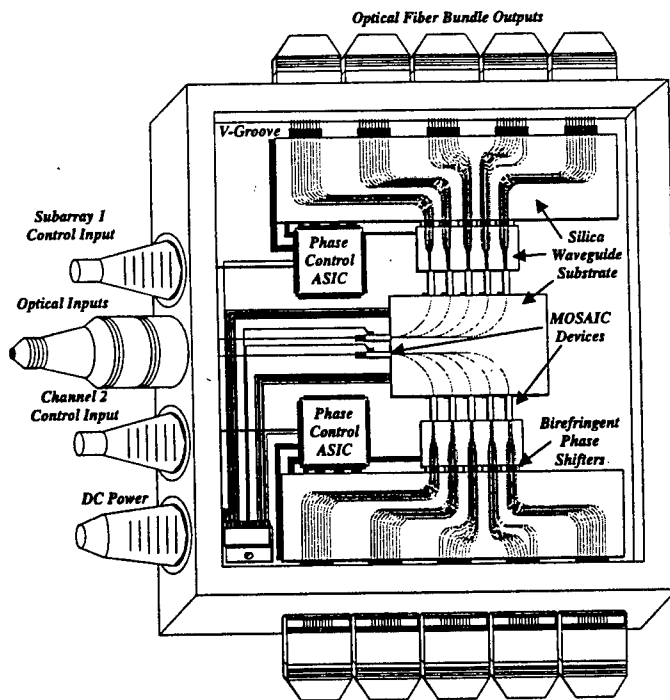 Optical Fiber Bundle Outputs
V-Groove
Subarray 1
Control Input
Phase
Control
ASIC
Silica
Waveguide
Substrate
Optical Inputs
MOSAIC
Devices
Channel 2
Control Input
Phase
Control
ASIC
Birefringent
Phase
Shifters
DC Power